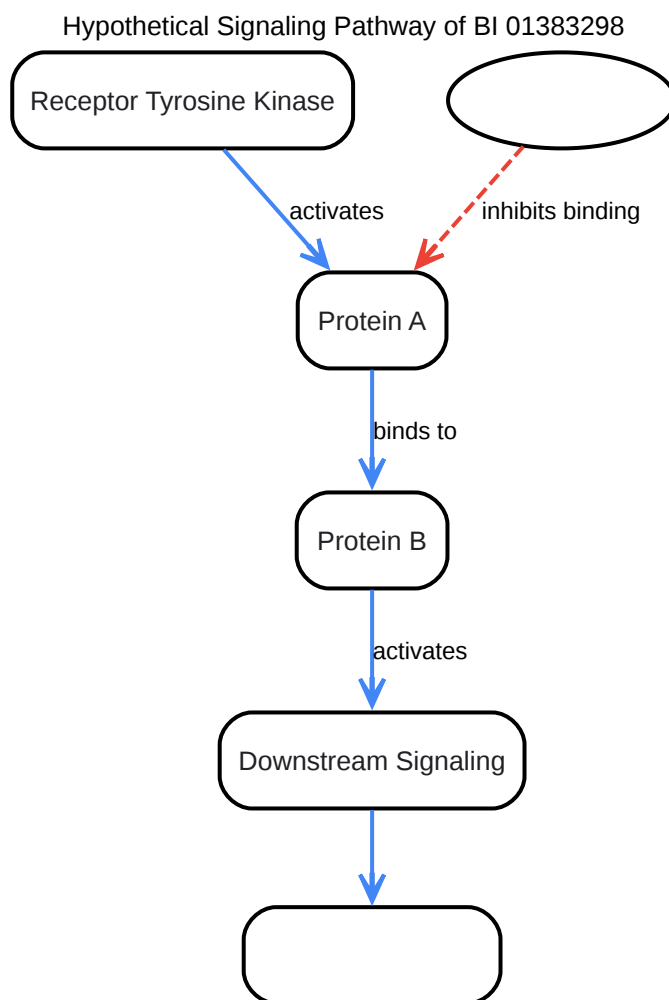 Hypothetical Signaling Pathway of BI 01383298
Receptor Tyrosine Kinase
activates
inhibits binding
Protein A
binds to
Protein B
activates
Downstream Signaling